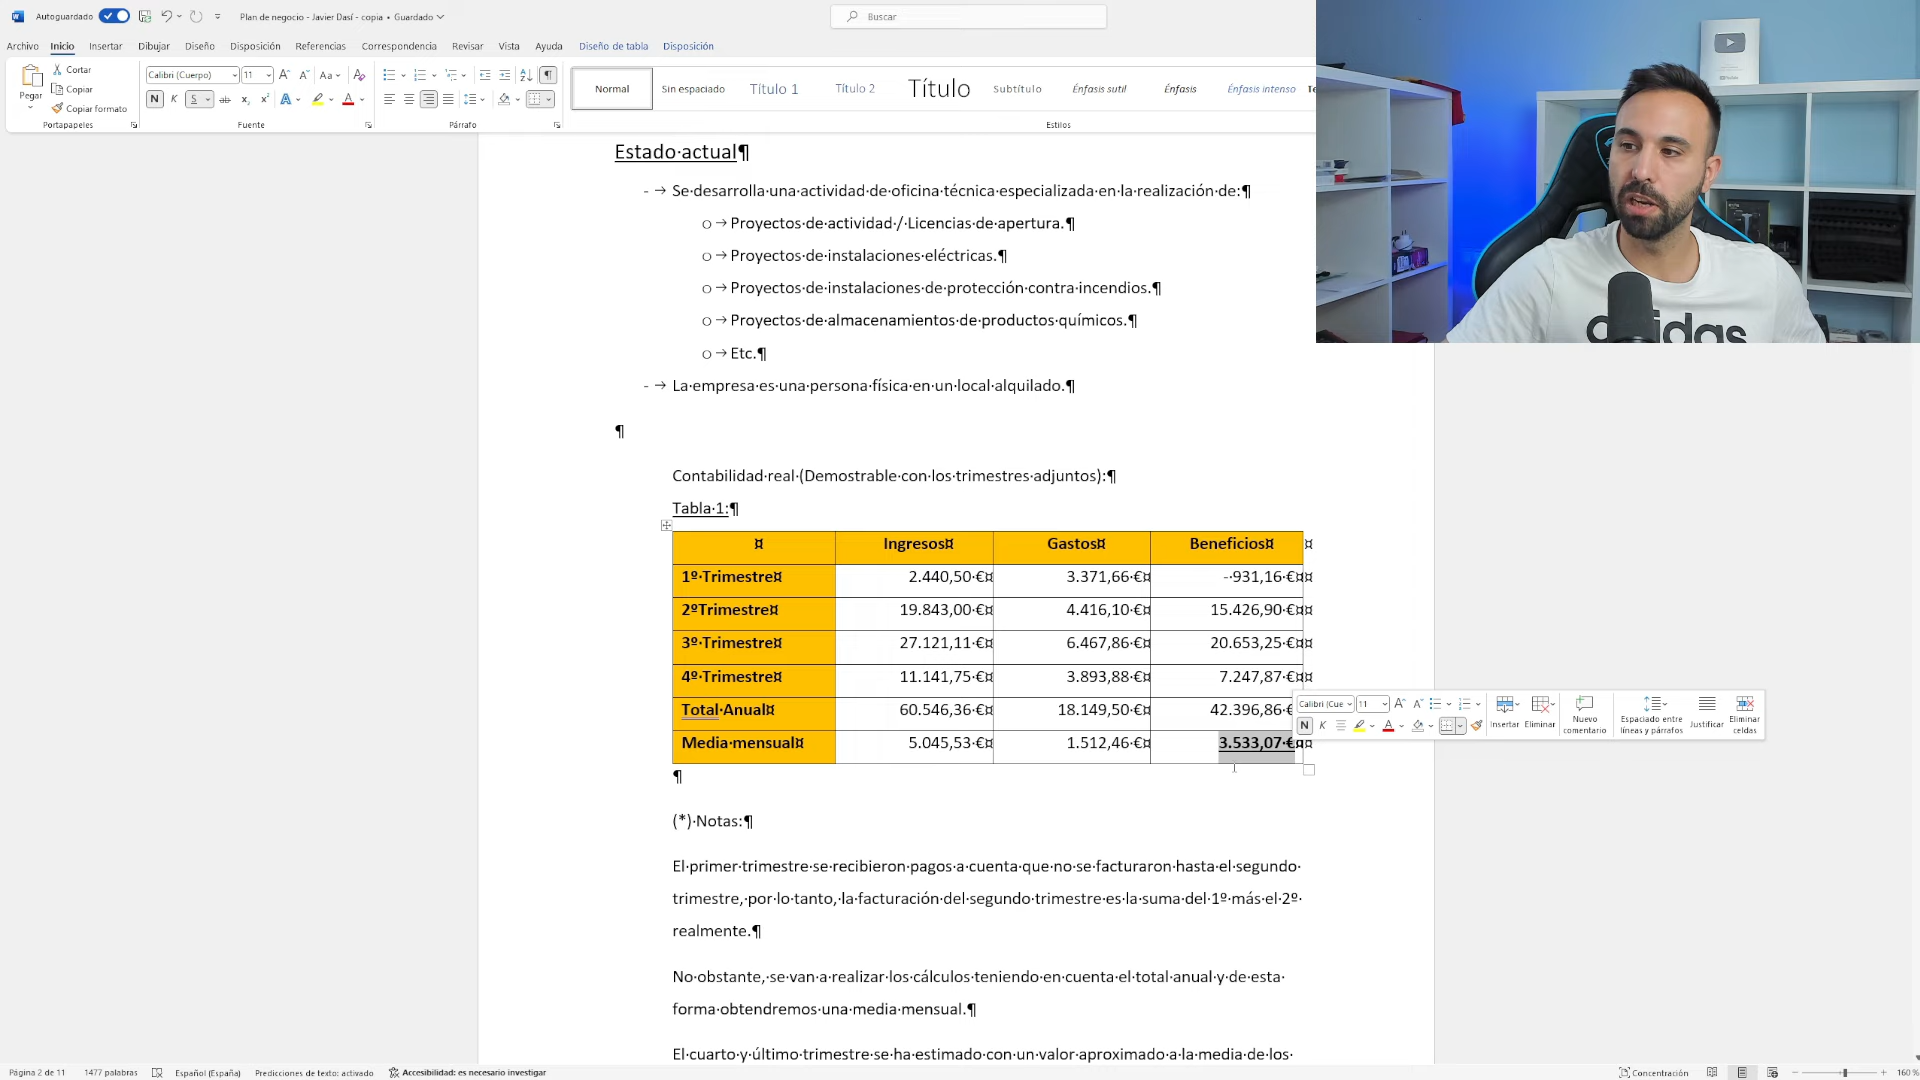 Autoguardado Plan de negocio - Javier Dasí - copia • Guardado Buscar
Archivo Inicio Insertar Dibujar Diseño Disposición Referencias Correspondencia Revisar Vista Ayuda Diseño de tabla Disposición
Pegar Cortar Copiar Copiar formato
Calibri (Cuerpo) 11
Normal Sin espaciado Título 1 Título 2 Título Subtítulo Énfasis sutil Énfasis Énfasis intenso
Portapapeles Fuente Párrafo Estilos
Estado·actual¶
- → Se·desarrolla·una·actividad·de·oficina·técnica·especializada·en·la·realización·de:¶
o → Proyectos·de·actividad·/·Licencias·de·apertura.¶
o → Proyectos·de·instalaciones·eléctricas.¶
o → Proyectos·de·instalaciones·de·protección·contra·incendios.¶
o → Proyectos·de·almacenamientos·de·productos·químicos.¶
o → Etc.¶
- → La·empresa·es·una·persona·física·en·un·local·alquilado.¶
¶
Contabilidad·real·(Demostrable·con·los·trimestres·adjuntos):¶
Tabla·1:¶
¤ Ingresos¤ Gastos¤ Beneficios¤ ¤
1º·Trimestre¤ 2.440,50·€¤ 3.371,66·€¤ -·931,16·€¤¤
2ºTrimestre¤ 19.843,00·€¤ 4.416,10·€¤ 15.426,90·€¤¤
3º·Trimestre¤ 27.121,11·€¤ 6.467,86·€¤ 20.653,25·€¤¤
4º·Trimestre¤ 11.141,75·€¤ 3.893,88·€¤ 7.247,87·€¤¤
Total·Anual¤ 60.546,36·€¤ 18.149,50·€¤ 42.396,86·€
Media·mensual¤ 5.045,53·€¤ 1.512,46·€¤ 3.533,07·€¤¤
¶
Calibri (Cue 11
N K Insertar Eliminar Nuevo comentario Espaciado entre líneas y párrafos Justificar Eliminar celdas
(*)·Notas:¶
El·primer·trimestre·se·recibieron·pagos·a·cuenta·que·no·se·facturaron·hasta·el·segundo·
trimestre,·por·lo·tanto,·la·facturación·del·segundo·trimestre·es·la·suma·del·1º·más·el·2º·
realmente.¶
No·obstante,·se·van·a·realizar·los·cálculos·teniendo·en·cuenta·el·total·anual·y·de·esta·
forma·obtendremos·una·media·mensual.¶
El·cuarto·y·último·trimestre·se·ha·estimado·con·un·valor·aproximado·a·la·media·de·los·
Página 2 de 11 1477 palabras Español (España) Predicciones de texto: activado Accesibilidad: es necesario investigar Concentración 160 %
adidas